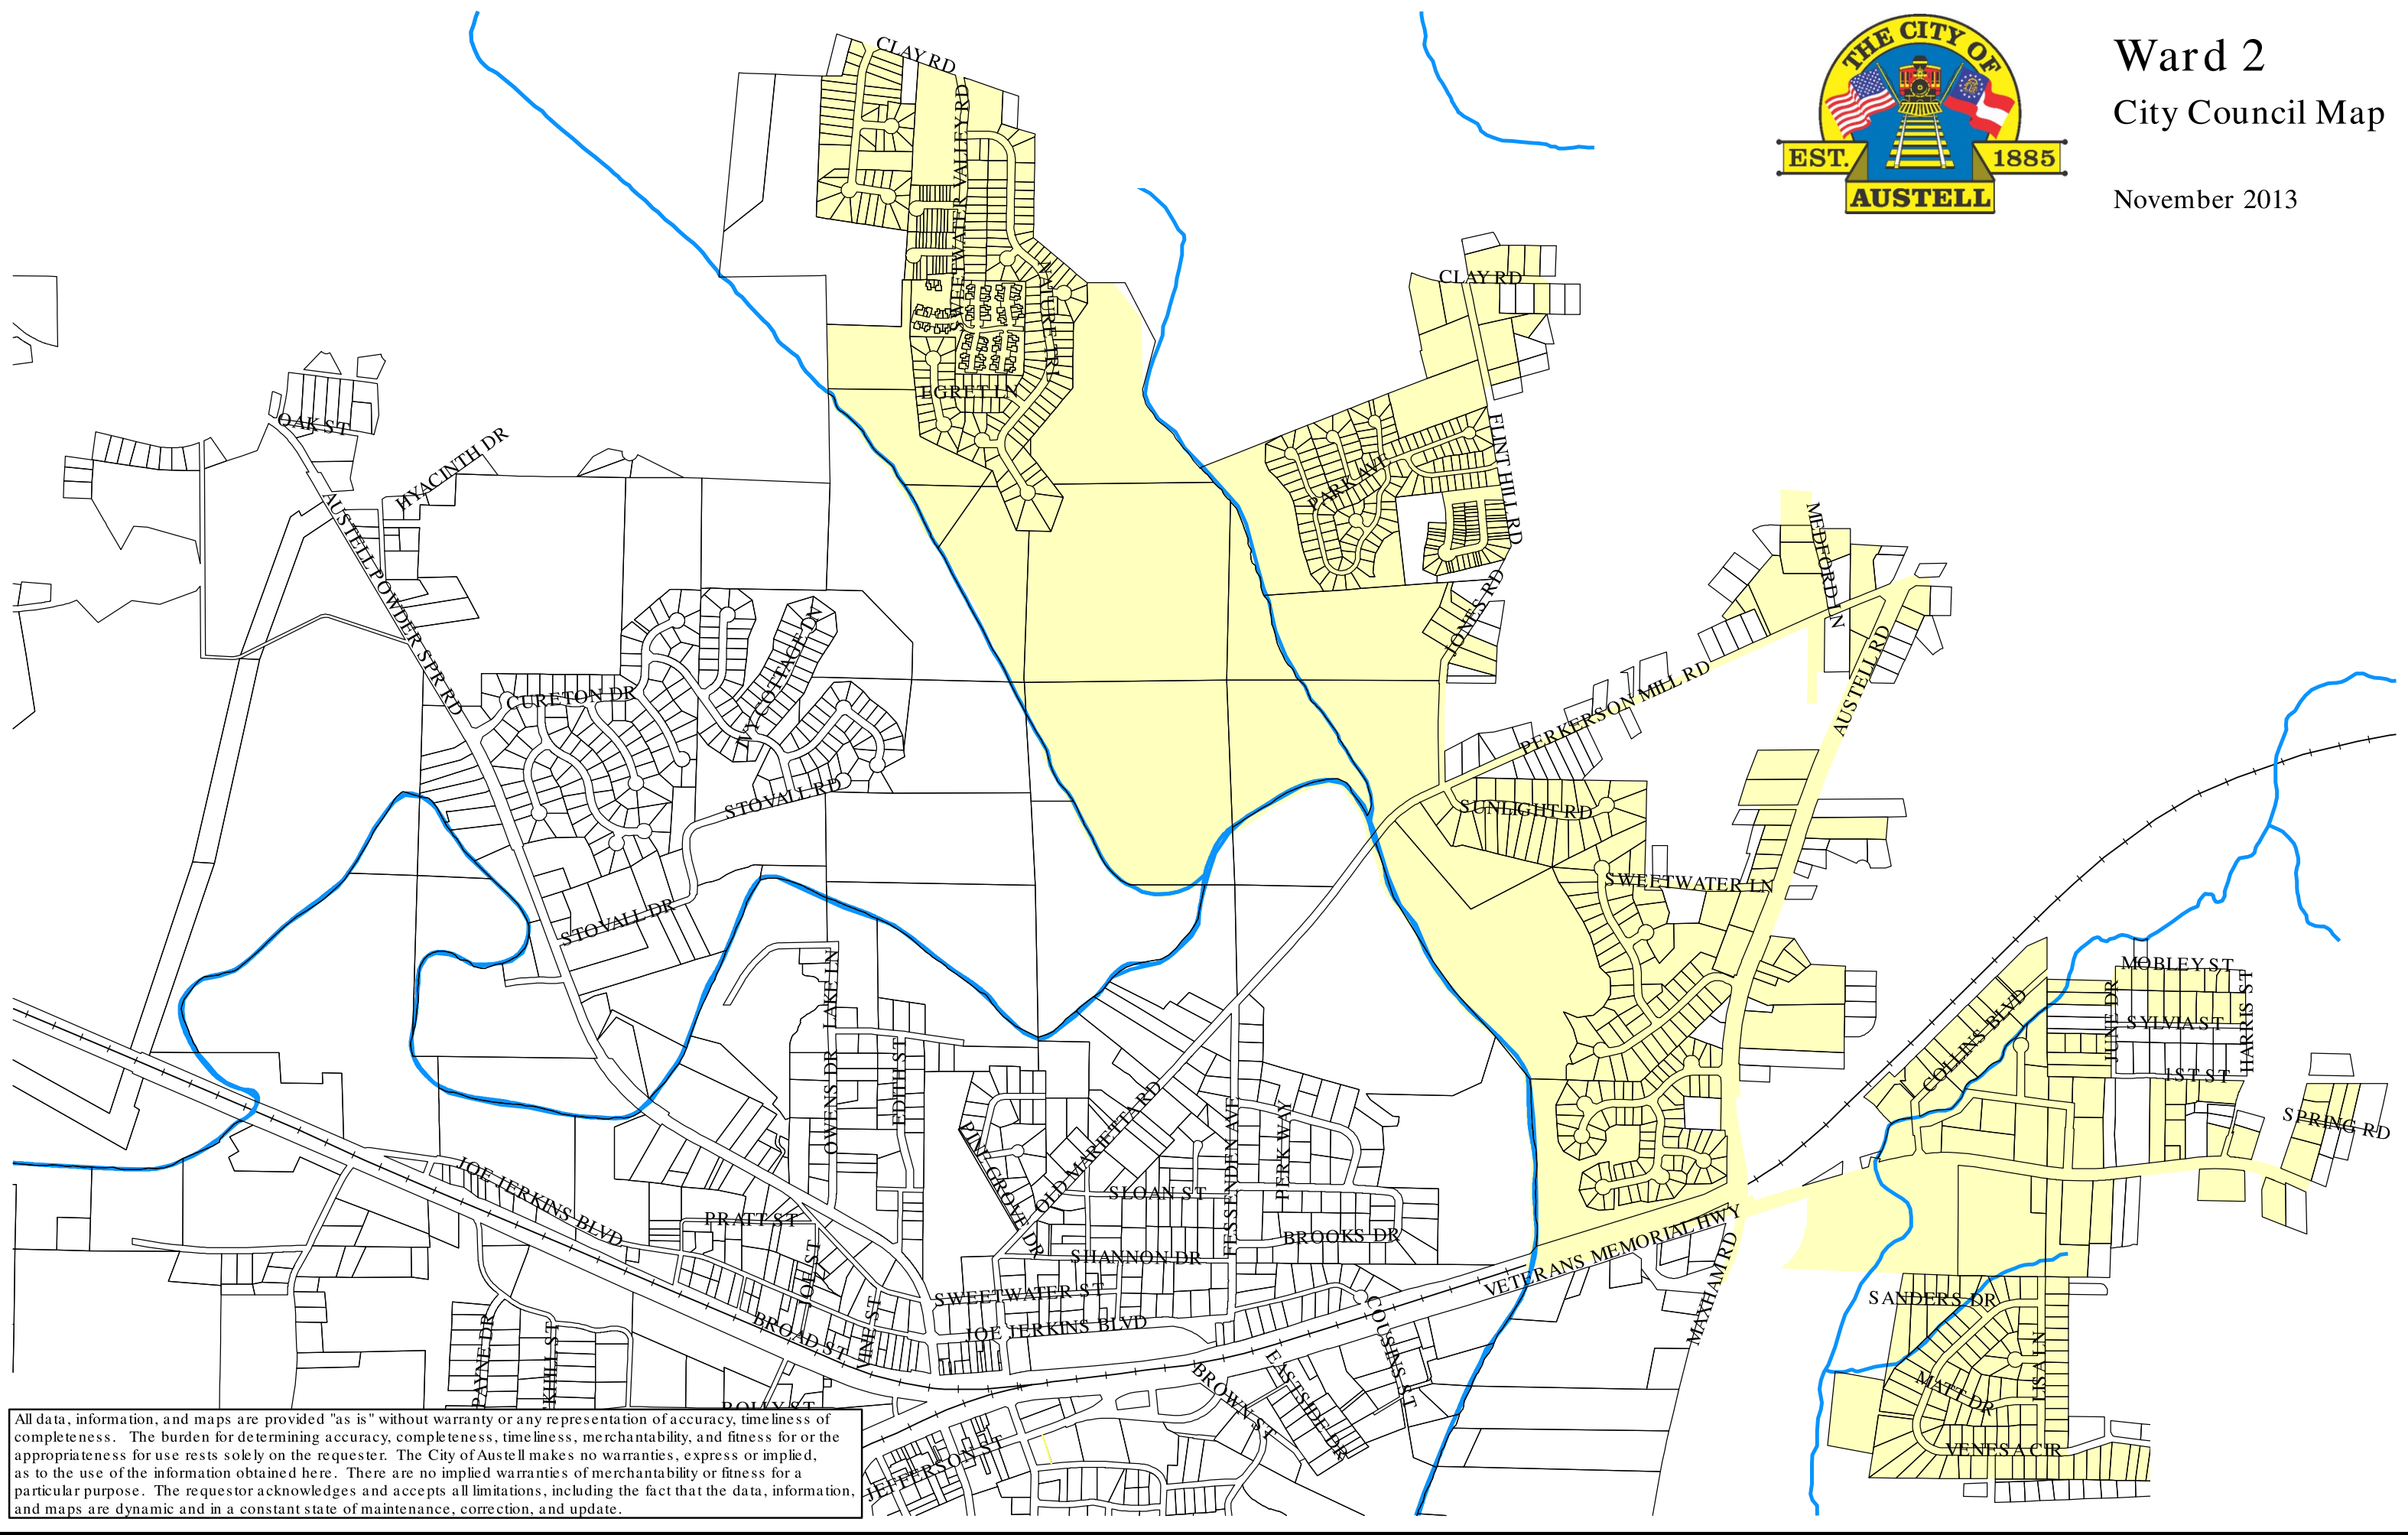 THE CITY OF
EST. 1885
AUSTELL
Ward 2
City Council Map
November 2013
CLAY RD
SWEETWATER VALLEY RD
NATURE TRL
EGRET LN
CLAY RD
FLINT HILL RD
PARK AVE
JONES RD
OAK ST
HYACINTH DR
AUSTELL POWDER SPR RD
MEDFORD LN
AUSTELL RD
PERKERSON MILL RD
CURETON DR
IVY COTTAGE DN
STOVALL RD
SUNLIGHT RD
SWEETWATER LN
STOVALL DR
LAKE LN
MOBLEY ST
JUNE DR
SYLVIA ST
HARRIS ST
1ST ST
COLLINS BLVD
SPRING RD
OWENS DR
EDITH ST
PINE GROVE DR
OLD MARIETTA RD
FESSENDEN AVE
PERKWAY
SLOAN ST
BROOKS DR
SHANNON DR
JOE JERKINS BLVD
PRATT ST
JOE ST
VETERANS MEMORIAL HWY
MAXHAM RD
SWEETWATER ST
JOE JERKINS BLVD
BROAD ST
COUSINS ST
SANDERS DR
LISA LN
MATT DR
VENESA CIR
PAYNE DR
BROWN ST
EASTSIDE DR
JEFFERSON ST
All data, information, and maps are provided "as is" without warranty or any representation of accuracy, timeliness of
completeness. The burden for determining accuracy, completeness, timeliness, merchantability, and fitness for or the
appropriateness for use rests solely on the requester. The City of Austell makes no warranties, express or implied,
as to the use of the information obtained here. There are no implied warranties of merchantability or fitness for a
particular purpose. The requestor acknowledges and accepts all limitations, including the fact that the data, information,
and maps are dynamic and in a constant state of maintenance, correction, and update.